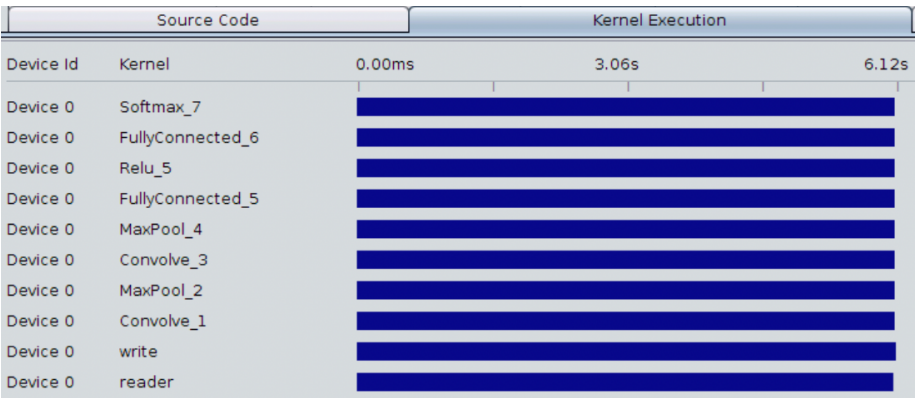 Source Code Kernel Execution
Device Id Kernel 0.00ms 3.06s 6.12s
Device 0 Softmax_7
Device 0 FullyConnected_6
Device 0 Relu_5
Device 0 FullyConnected_5
Device 0 MaxPool_4
Device 0 Convolve_3
Device 0 MaxPool_2
Device 0 Convolve_1
Device 0 write
Device 0 reader